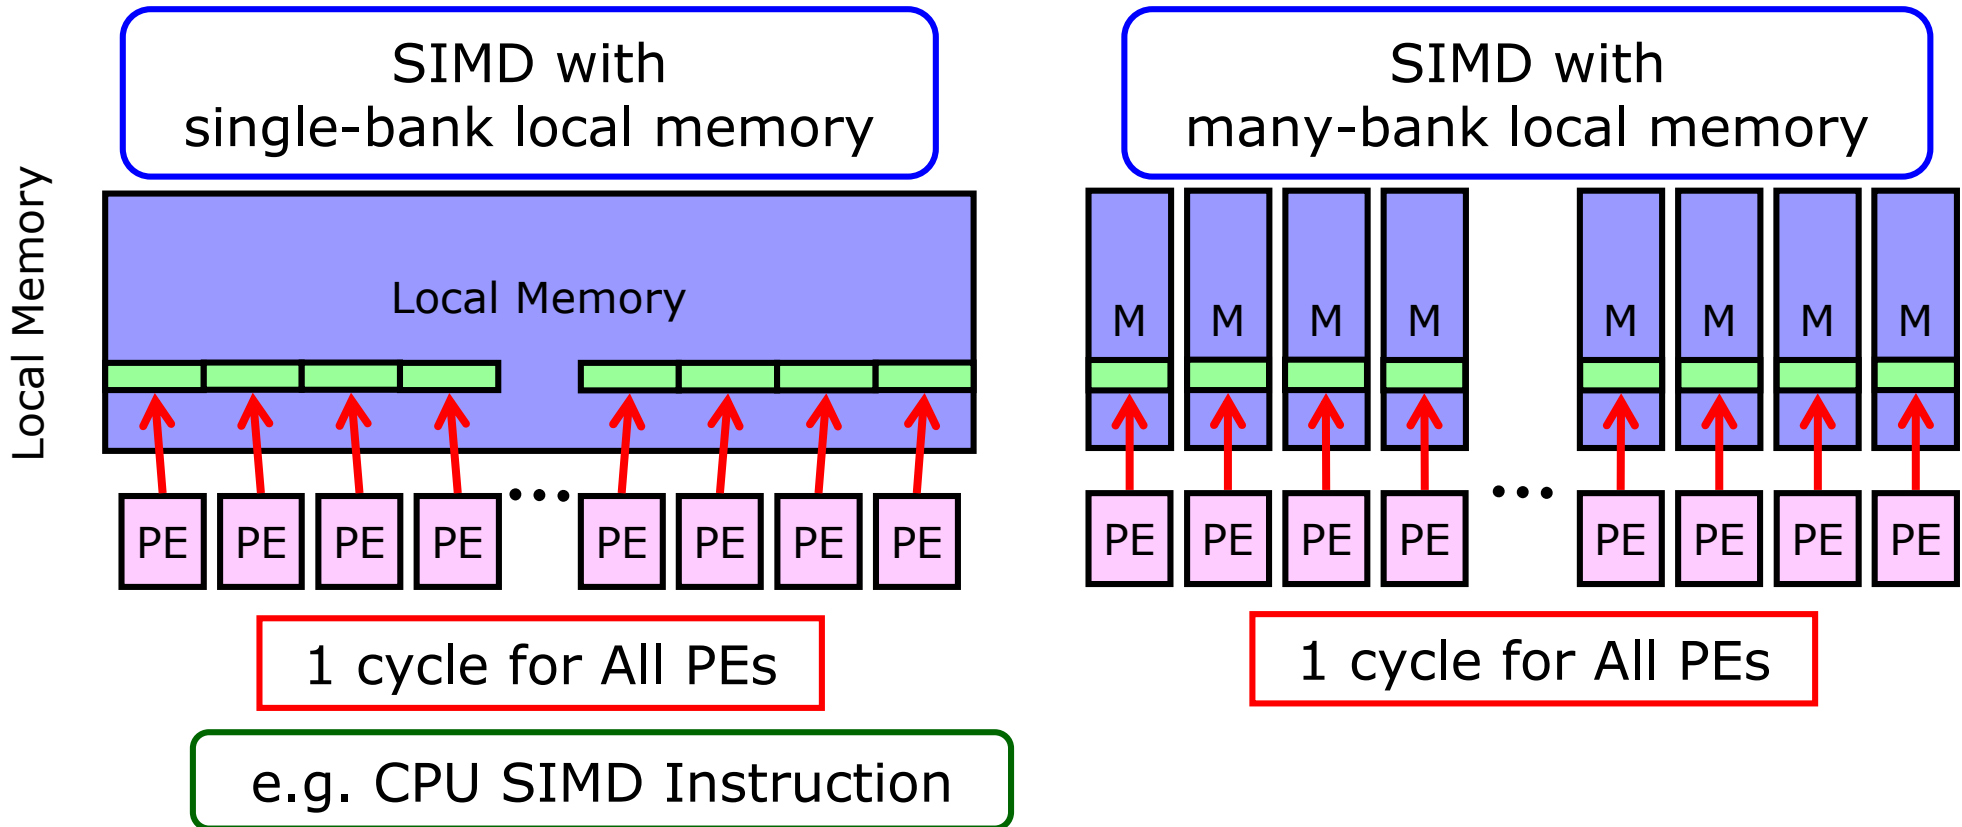 SIMD with
single-bank local memory
SIMD with
many-bank local memory
Local Memory
Local Memory
M M M M M M M M
PE PE PE PE ... PE PE PE PE
PE PE PE PE ... PE PE PE PE
1 cycle for All PEs
1 cycle for All PEs
e.g. CPU SIMD Instruction